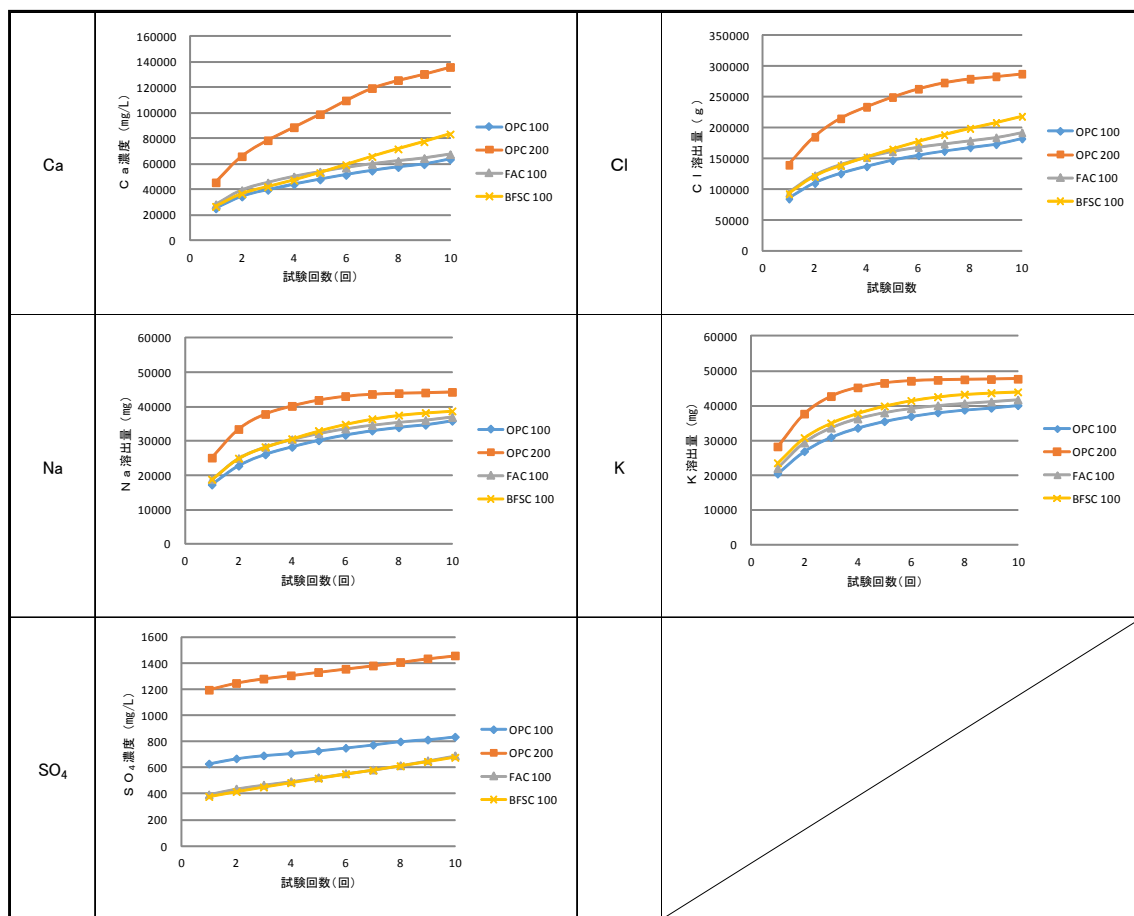 Ca
Ca濃度 (mg/L)
160000
140000
120000
100000
80000
60000
40000
20000
0
0
2
4
6
8
10
試験回数(回)
OPC 100
OPC 200
FAC 100
BFSC 100
Cl
Cl溶出量 (g)
350000
300000
250000
200000
150000
100000
50000
0
0
2
4
6
8
10
試験回数
OPC 100
OPC 200
FAC 100
BFSC 100
Na
Na溶出量 (mg)
60000
50000
40000
30000
20000
10000
0
0
2
4
6
8
10
試験回数(回)
OPC 100
OPC 200
FAC 100
BFSC 100
K
K溶出量 (mg)
60000
50000
40000
30000
20000
10000
0
0
2
4
6
8
10
試験回数(回)
OPC 100
OPC 200
FAC 100
BFSC 100
SO₄
SO₄濃度 (mg/L)
1600
1400
1200
1000
800
600
400
200
0
0
2
4
6
8
10
試験回数(回)
OPC 100
OPC 200
FAC 100
BFSC 100